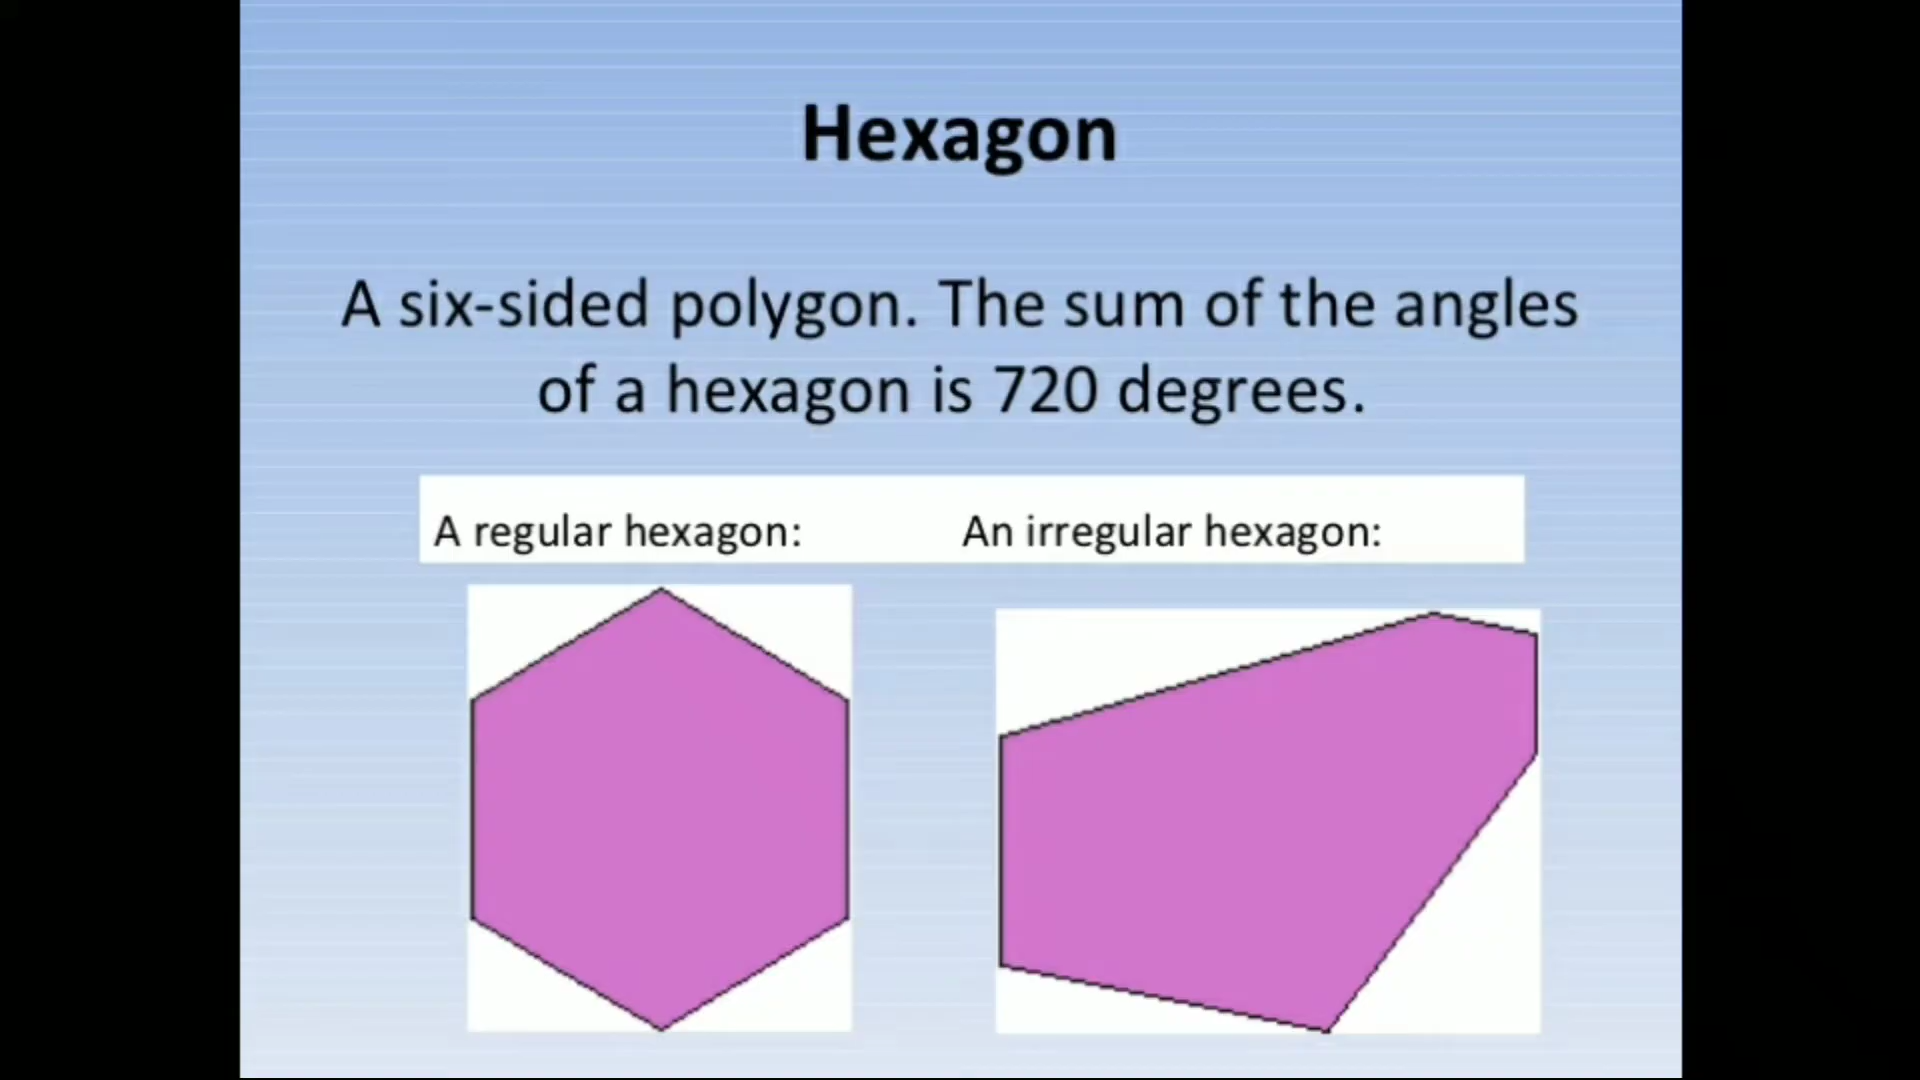 Hexagon
A six-sided polygon. The sum of the angles
of a hexagon is 720 degrees.
A regular hexagon: An irregular hexagon: